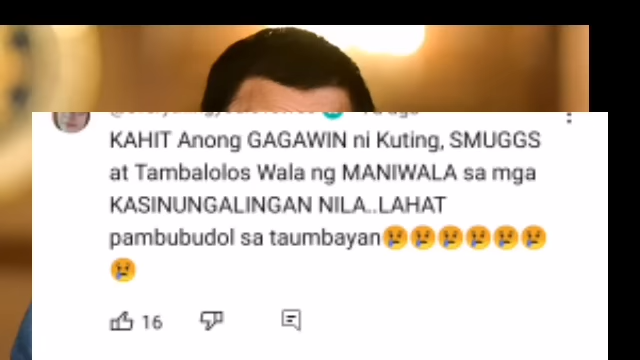 KAHIT Anong GAGAWIN ni Kuting, SMUGGS
at Tambalolos Wala ng MANIWALA sa mga
KASINUNGALINGAN NILA..LAHAT
pambubudol sa taumbayan😢😢😢😢😢😢
😢
16